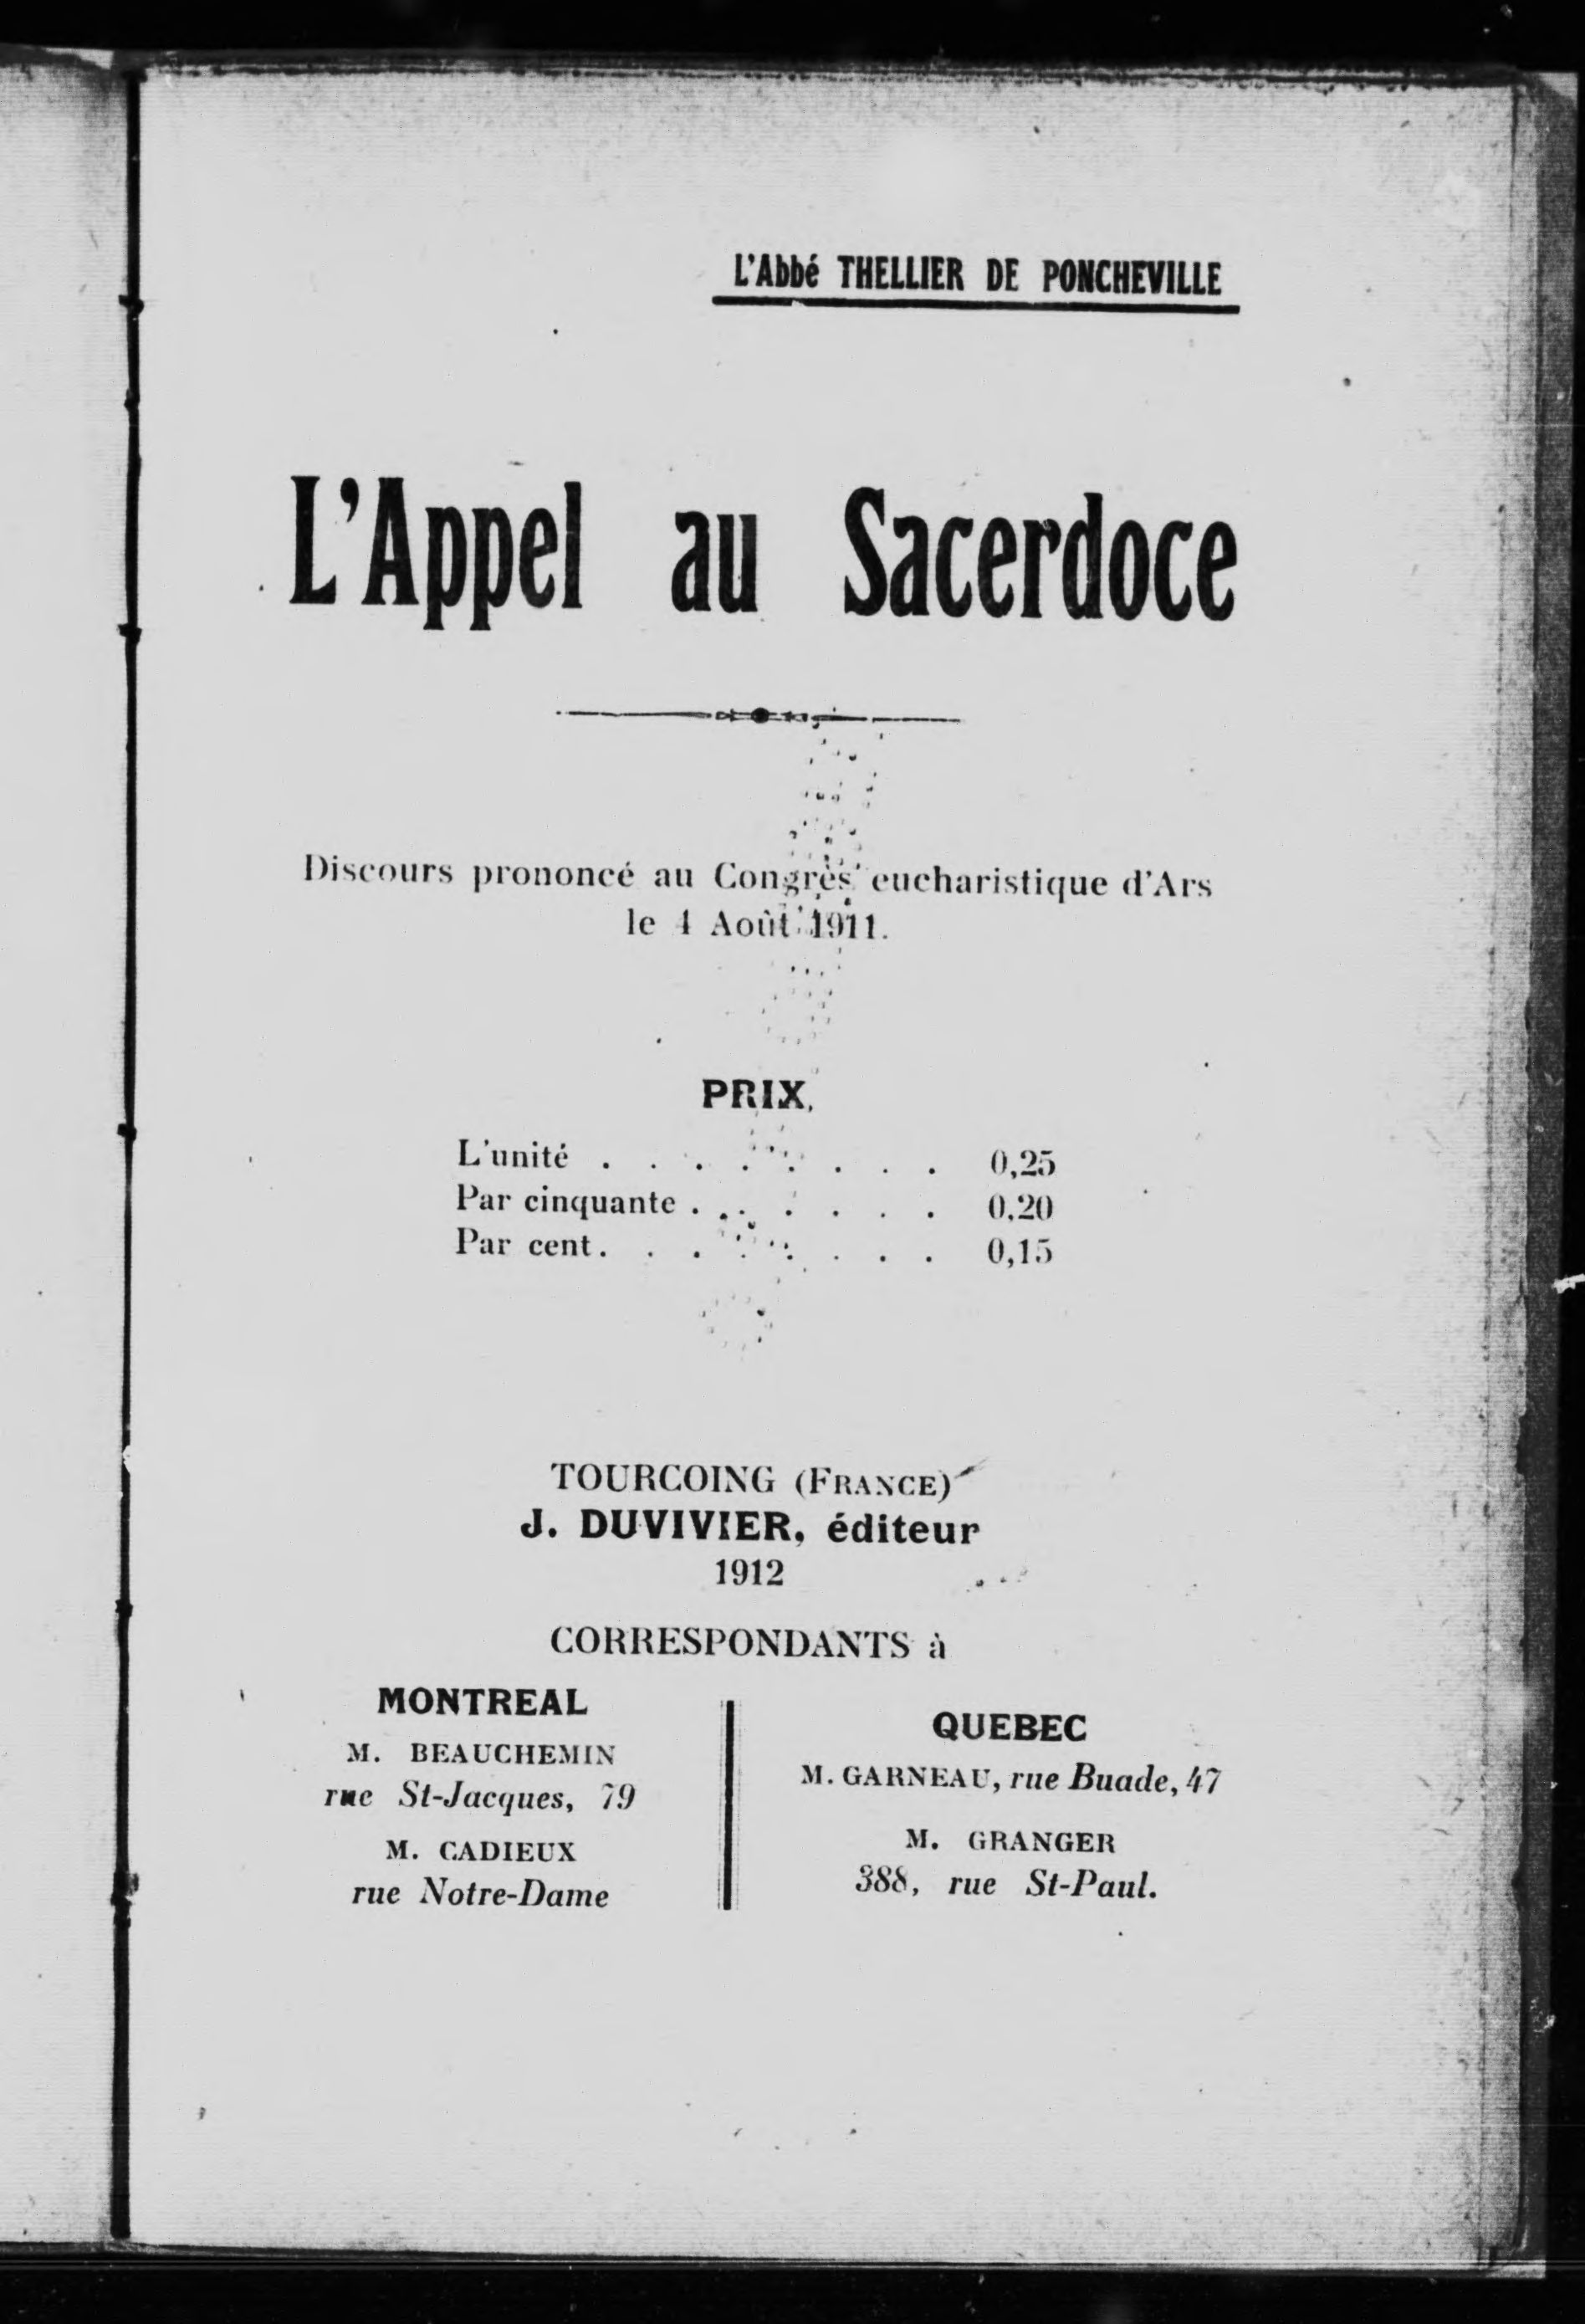 L'Abbé THELLIER DE PONCHEVILLE
L'Appel au Sacerdoce
Discours prononcé au Congrès eucharistique d'Ars
le 4 Août 1911.
PRIX
L'unité . . . . . . . . 0,25
Par cinquante . . . . . . 0,20
Par cent. . . . . . . . 0,15
TOURCOING (FRANCE)
J. DUVIVIER, éditeur
1912
CORRESPONDANTS à
MONTREAL
M. BEAUCHEMIN
rue St-Jacques, 79
M. CADIEUX
rue Notre-Dame
QUEBEC
M. GARNEAU, rue Buade, 47
M. GRANGER
388, rue St-Paul.